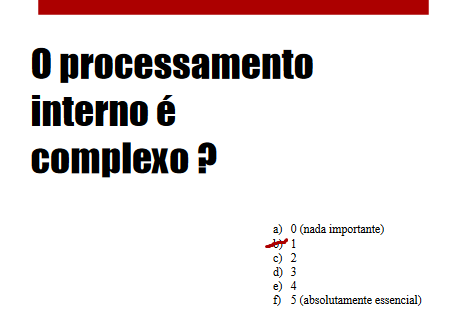 O processamento
interno é
complexo ?
a) 0 (nada importante)
b) 1
c) 2
d) 3
e) 4
f) 5 (absolutamente essencial)